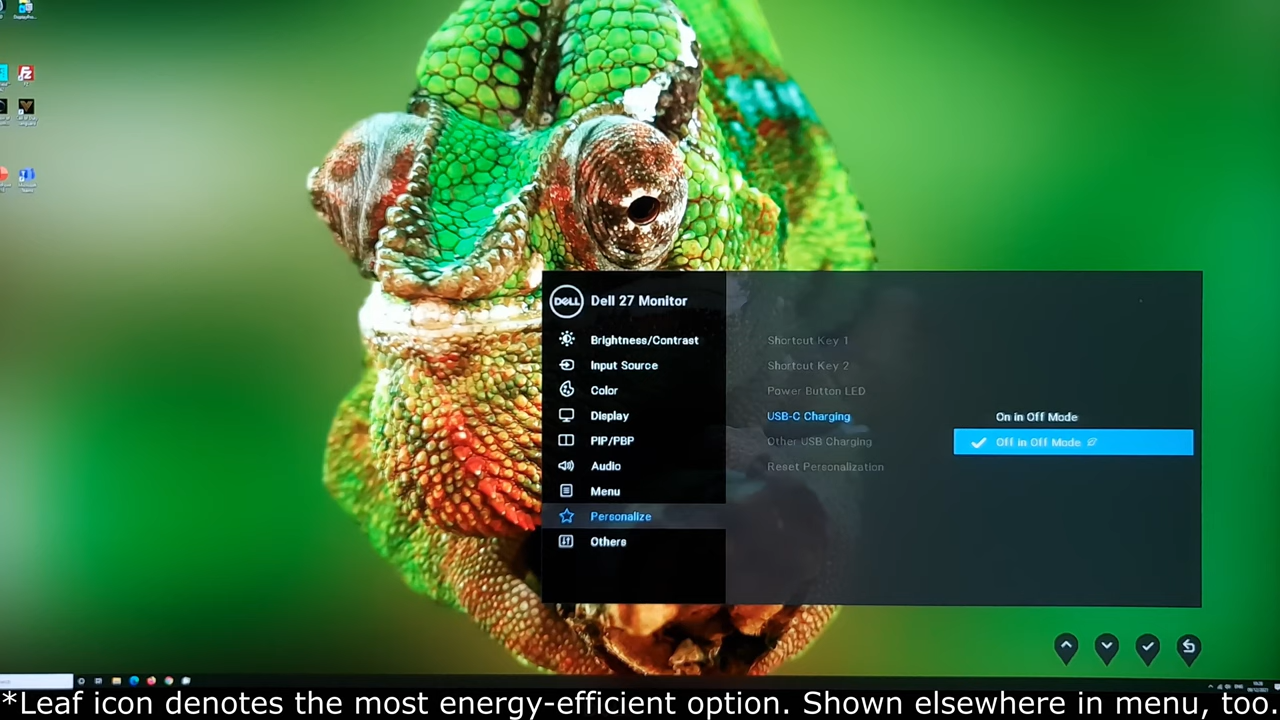 DELL
Dell 27 Monitor
Brightness/Contrast
Input Source
Color
Display
PIP/PBP
Audio
Menu
Personalize
Others
Shortcut Key 1
Shortcut Key 2
Power Button LED
USB-C Charging
Other USB Charging
Reset Personalization
On in Off Mode
Off in Off Mode
*Leaf icon denotes the most energy-efficient option. Shown elsewhere in menu, too.